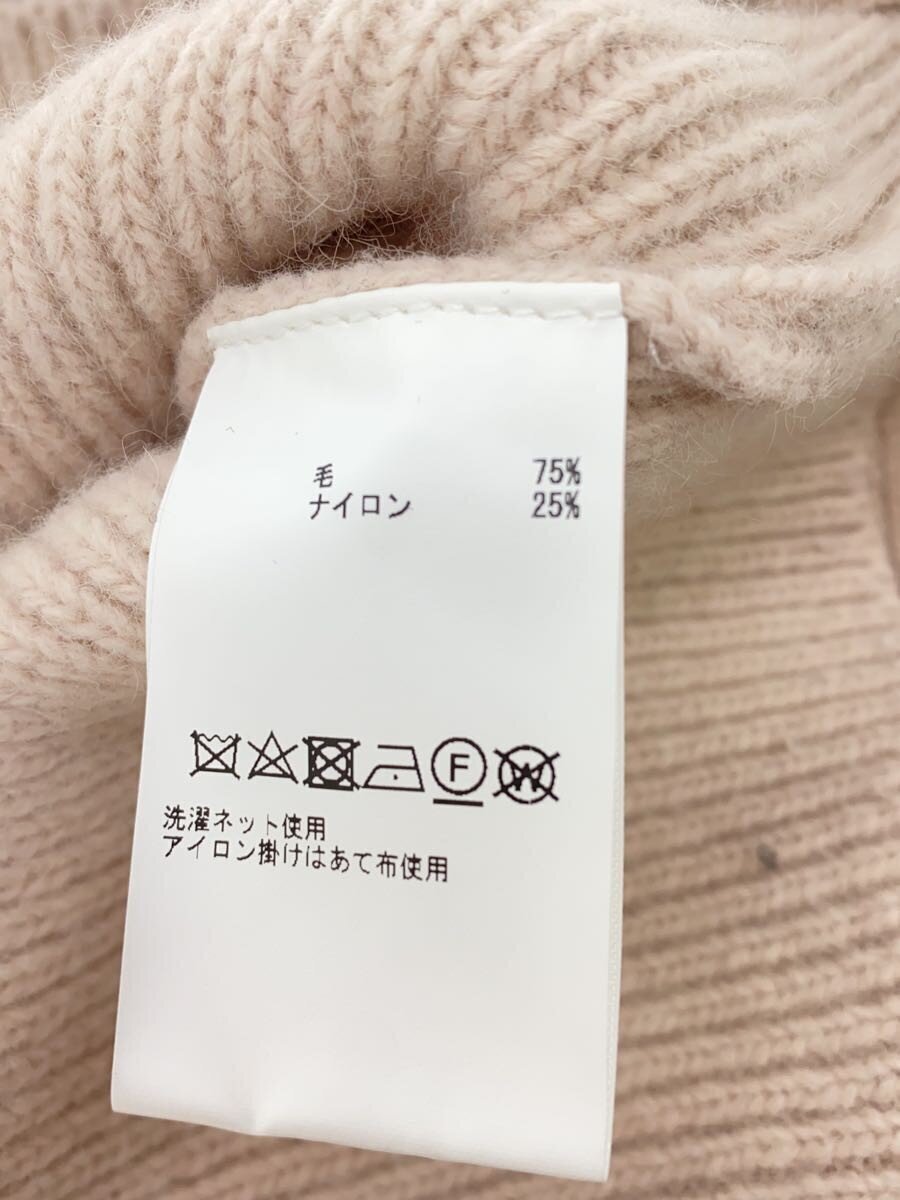 毛 75%
ナイロン 25%
F W
洗濯ネット使用
アイロン掛けはあて布使用